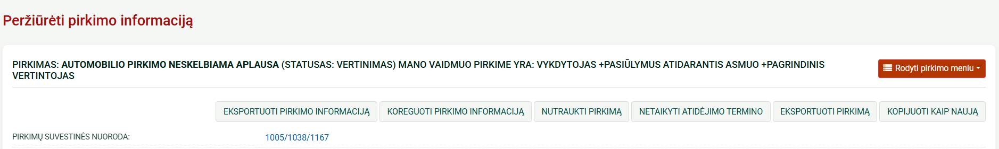 Peržiūrėti pirkimo informaciją
PIRKIMAS: AUTOMOBILIO PIRKIMO NESKELBIAMA APLAUSA (STATUSAS: VERTINIMAS) MANO VAIDMUO PIRKIME YRA: VYKDYTOJAS +PASIŪLYMUS ATIDARANTIS ASMUO +PAGRINDINIS
VERTINTOJAS
Rodyti pirkimo meniu
EKSPORTUOTI PIRKIMO INFORMACIJĄ KOREGUOTI PIRKIMO INFORMACIJĄ NUTRAUKTI PIRKIMĄ NETAIKYTI ATIDĖJIMO TERMINO EKSPORTUOTI PIRKIMĄ KOPIJUOTI KAIP NAUJĄ
PIRKIMŲ SUVESTINĖS NUORODA: 1005/1038/1167